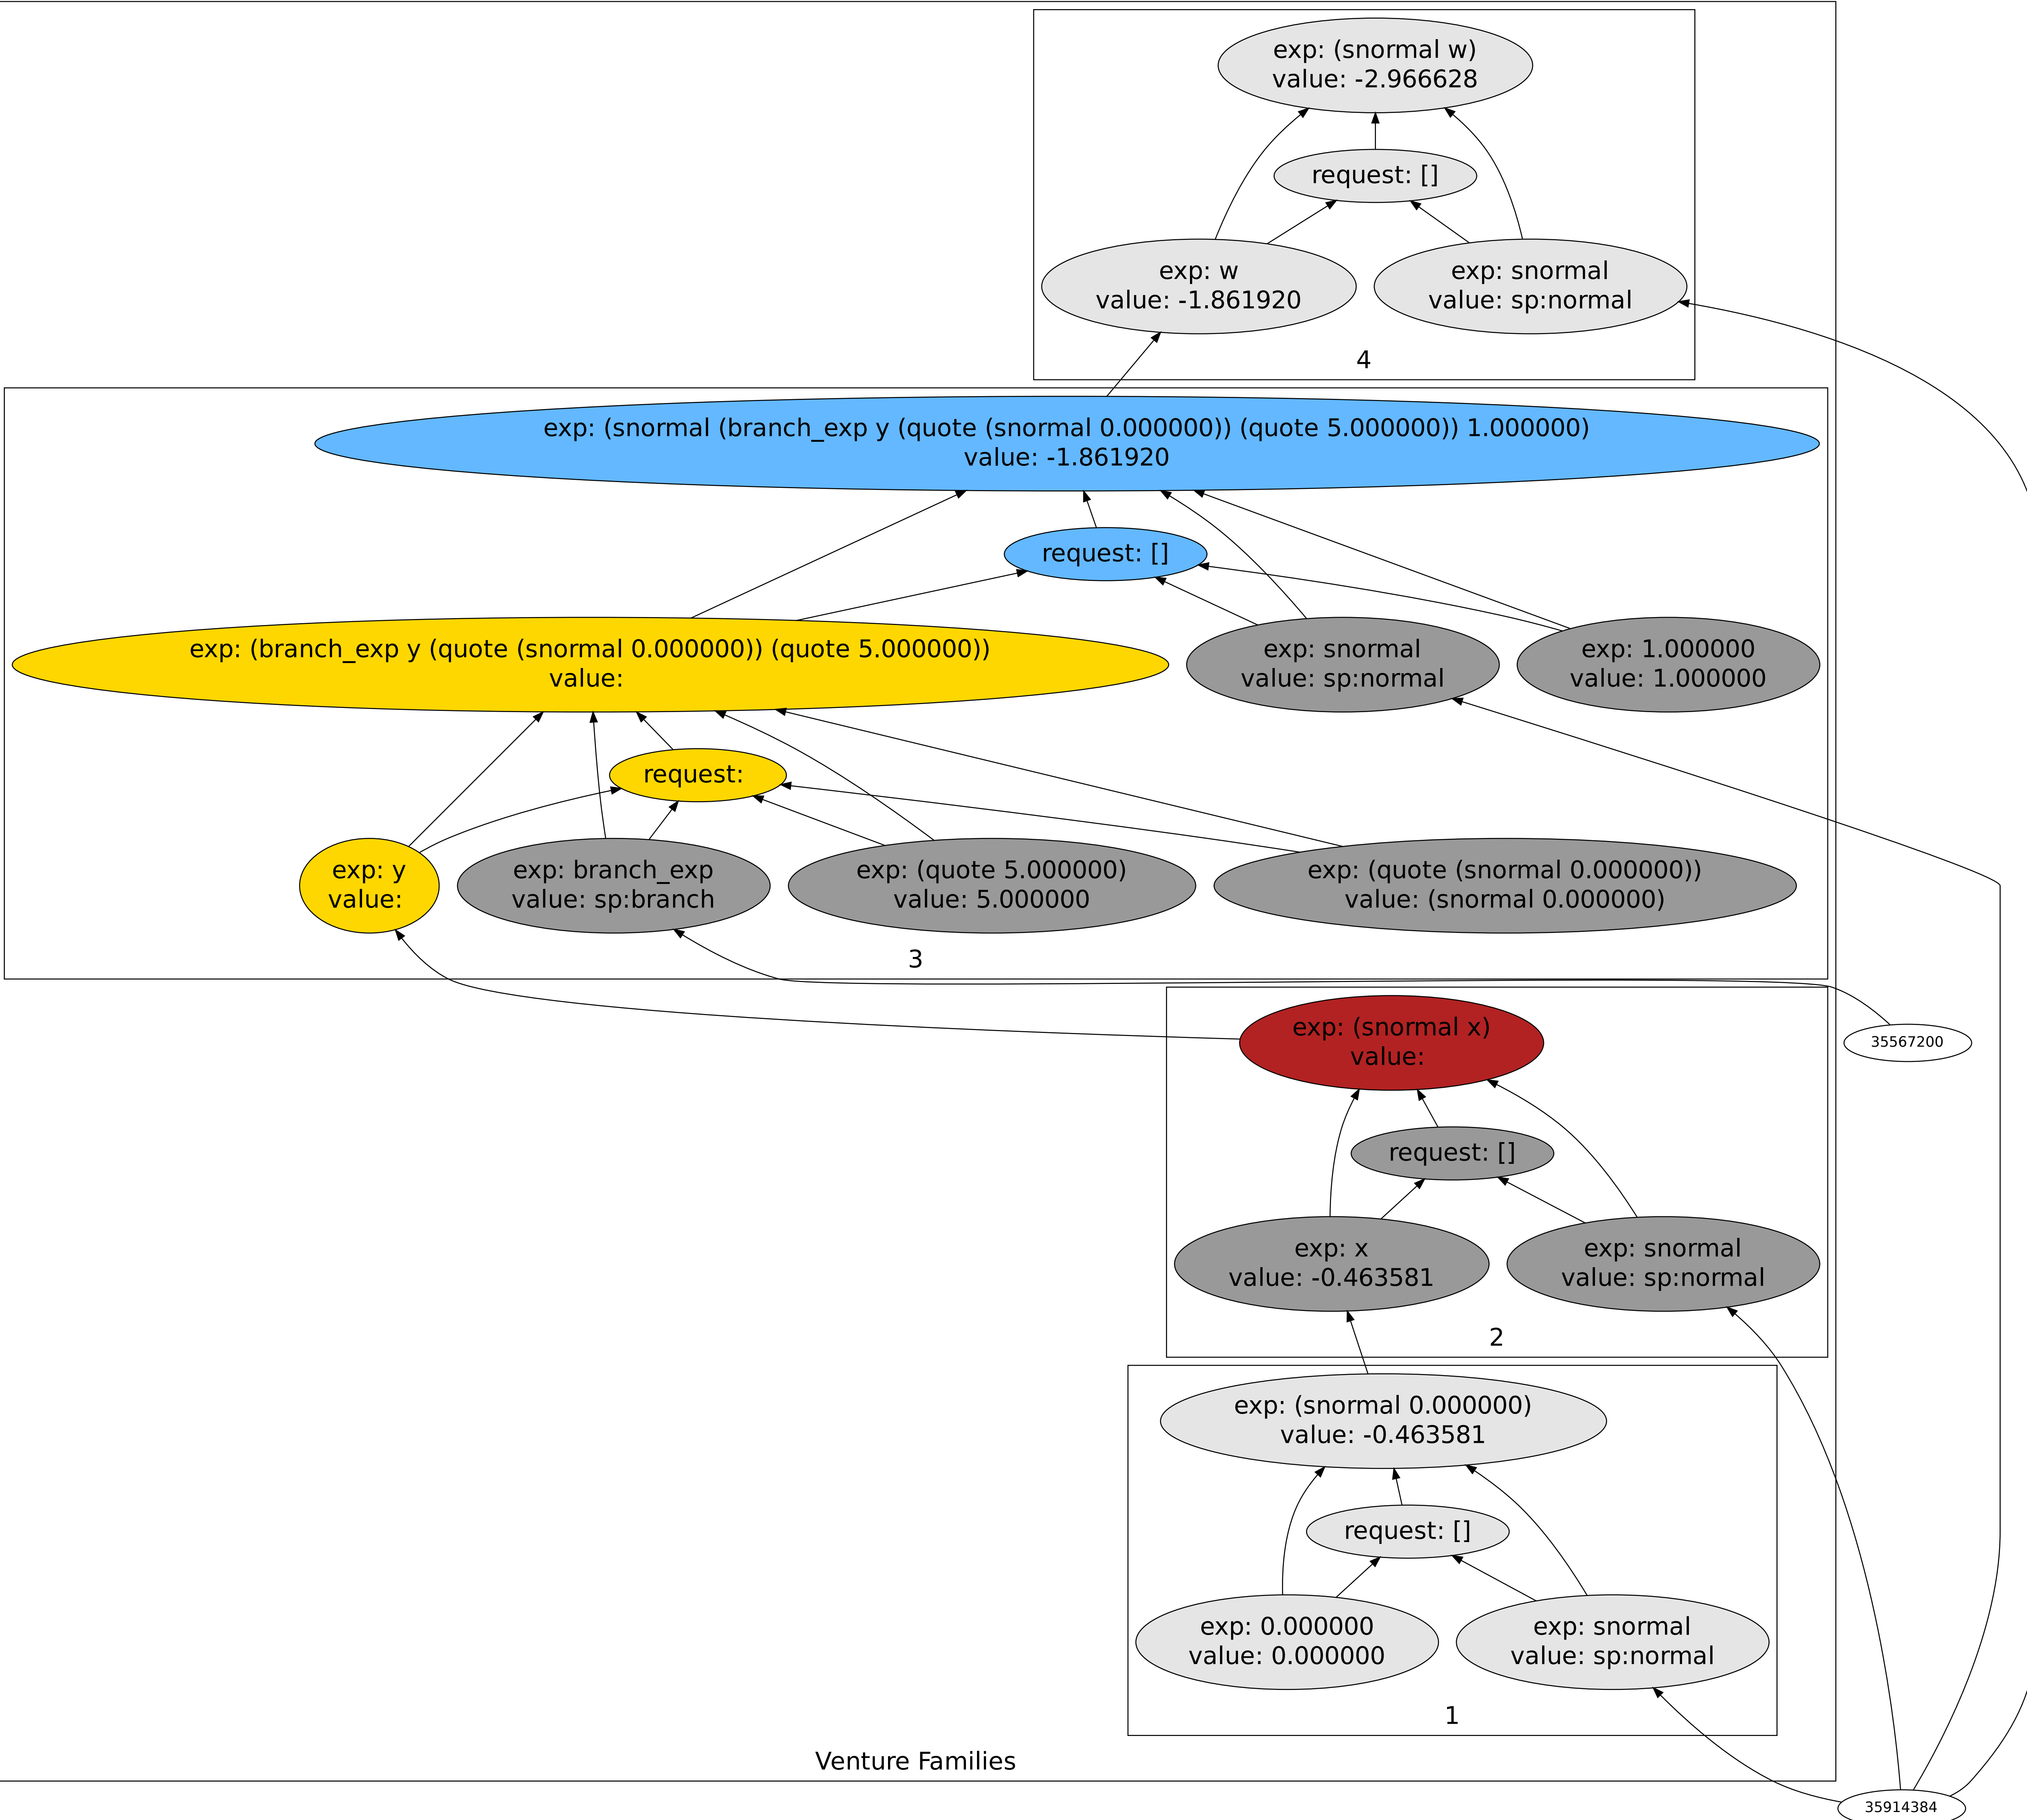 exp: (snormal w)
value: -2.966628
request: []
exp: w
value: -1.861920
exp: snormal
value: sp:normal
4
exp: (snormal (branch_exp y (quote (snormal 0.000000)) (quote 5.000000)) 1.000000)
value: -1.861920
request: []
exp: (branch_exp y (quote (snormal 0.000000)) (quote 5.000000))
value:
exp: snormal
value: sp:normal
exp: 1.000000
value: 1.000000
request:
exp: y
value:
exp: branch_exp
value: sp:branch
exp: (quote 5.000000)
value: 5.000000
exp: (quote (snormal 0.000000))
value: (snormal 0.000000)
3
exp: (snormal x)
value:
35567200
request: []
exp: x
value: -0.463581
exp: snormal
value: sp:normal
2
exp: (snormal 0.000000)
value: -0.463581
request: []
exp: 0.000000
value: 0.000000
exp: snormal
value: sp:normal
1
Venture Families
35914384